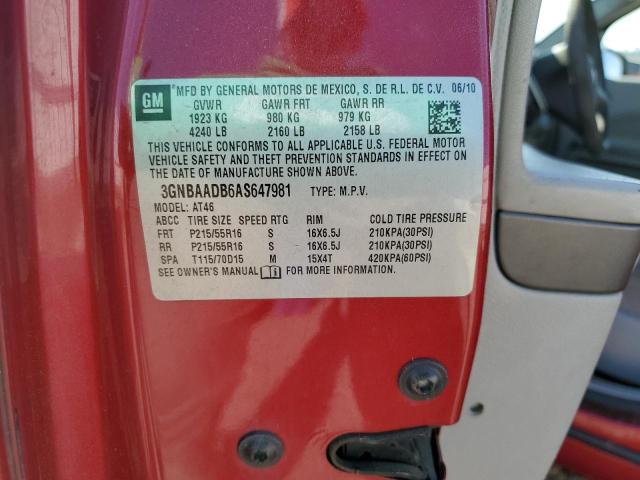 GM
MFD BY GENERAL MOTORS DE MEXICO, S. DE R.L. DE C.V. 06/10
GVWR GAWR FRT GAWR RR
1923 KG 980 KG 979 KG
4240 LB 2160 LB 2158 LB
THIS VEHICLE CONFORMS TO ALL APPLICABLE U.S. FEDERAL MOTOR
VEHICLE SAFETY AND THEFT PREVENTION STANDARDS IN EFFECT ON
THE DATE OF MANUFACTURE SHOWN ABOVE.
3GNBAADB6AS647981 TYPE: M.P.V.
MODEL: AT46
ABCC TIRE SIZE SPEED RTG RIM COLD TIRE PRESSURE
FRT P215/55R16 S 16X6.5J 210KPA(30PSI)
RR P215/55R16 S 16X6.5J 210KPA(30PSI)
SPA T115/70D15 M 15X4T 420KPA(60PSI)
SEE OWNER'S MANUAL FOR MORE INFORMATION